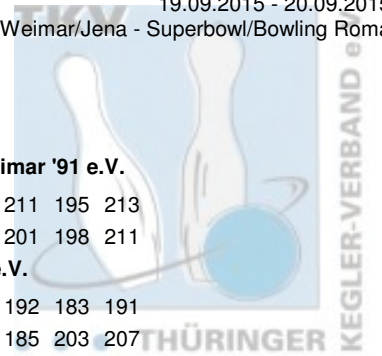 19.09.2015 - 20.09.2015
Weimar/Jena - Superbowl/Bowling Roma
TKV
imar '91 e.V.
211 195 213
201 198 211
e.V.
192 183 191
185 203 207
THÜRINGER
KEGLER-VERBAND e.V.